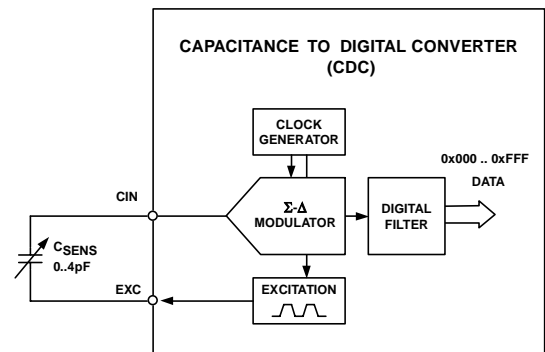 CAPACITANCE TO DIGITAL CONVERTER
(CDC)
CLOCK
GENERATOR
0x000 .. 0xFFF
DATA
CIN
Σ-Δ
MODULATOR
DIGITAL
FILTER
CSENS
0..4pF
EXC
EXCITATION